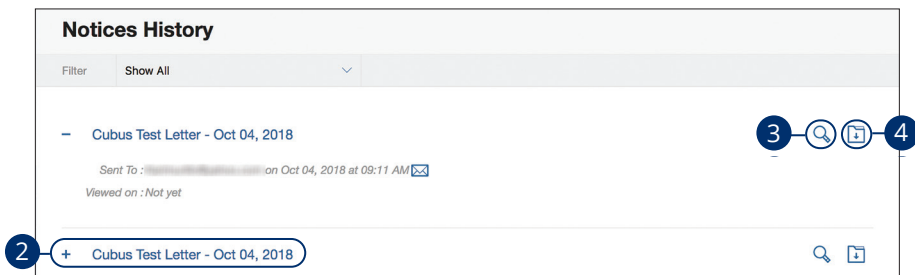 Notices History
Filter Show All
− Cubus Test Letter - Oct 04, 2018 3 4
Sent To : on Oct 04, 2018 at 09:11 AM
Viewed on : Not yet
2 + Cubus Test Letter - Oct 04, 2018